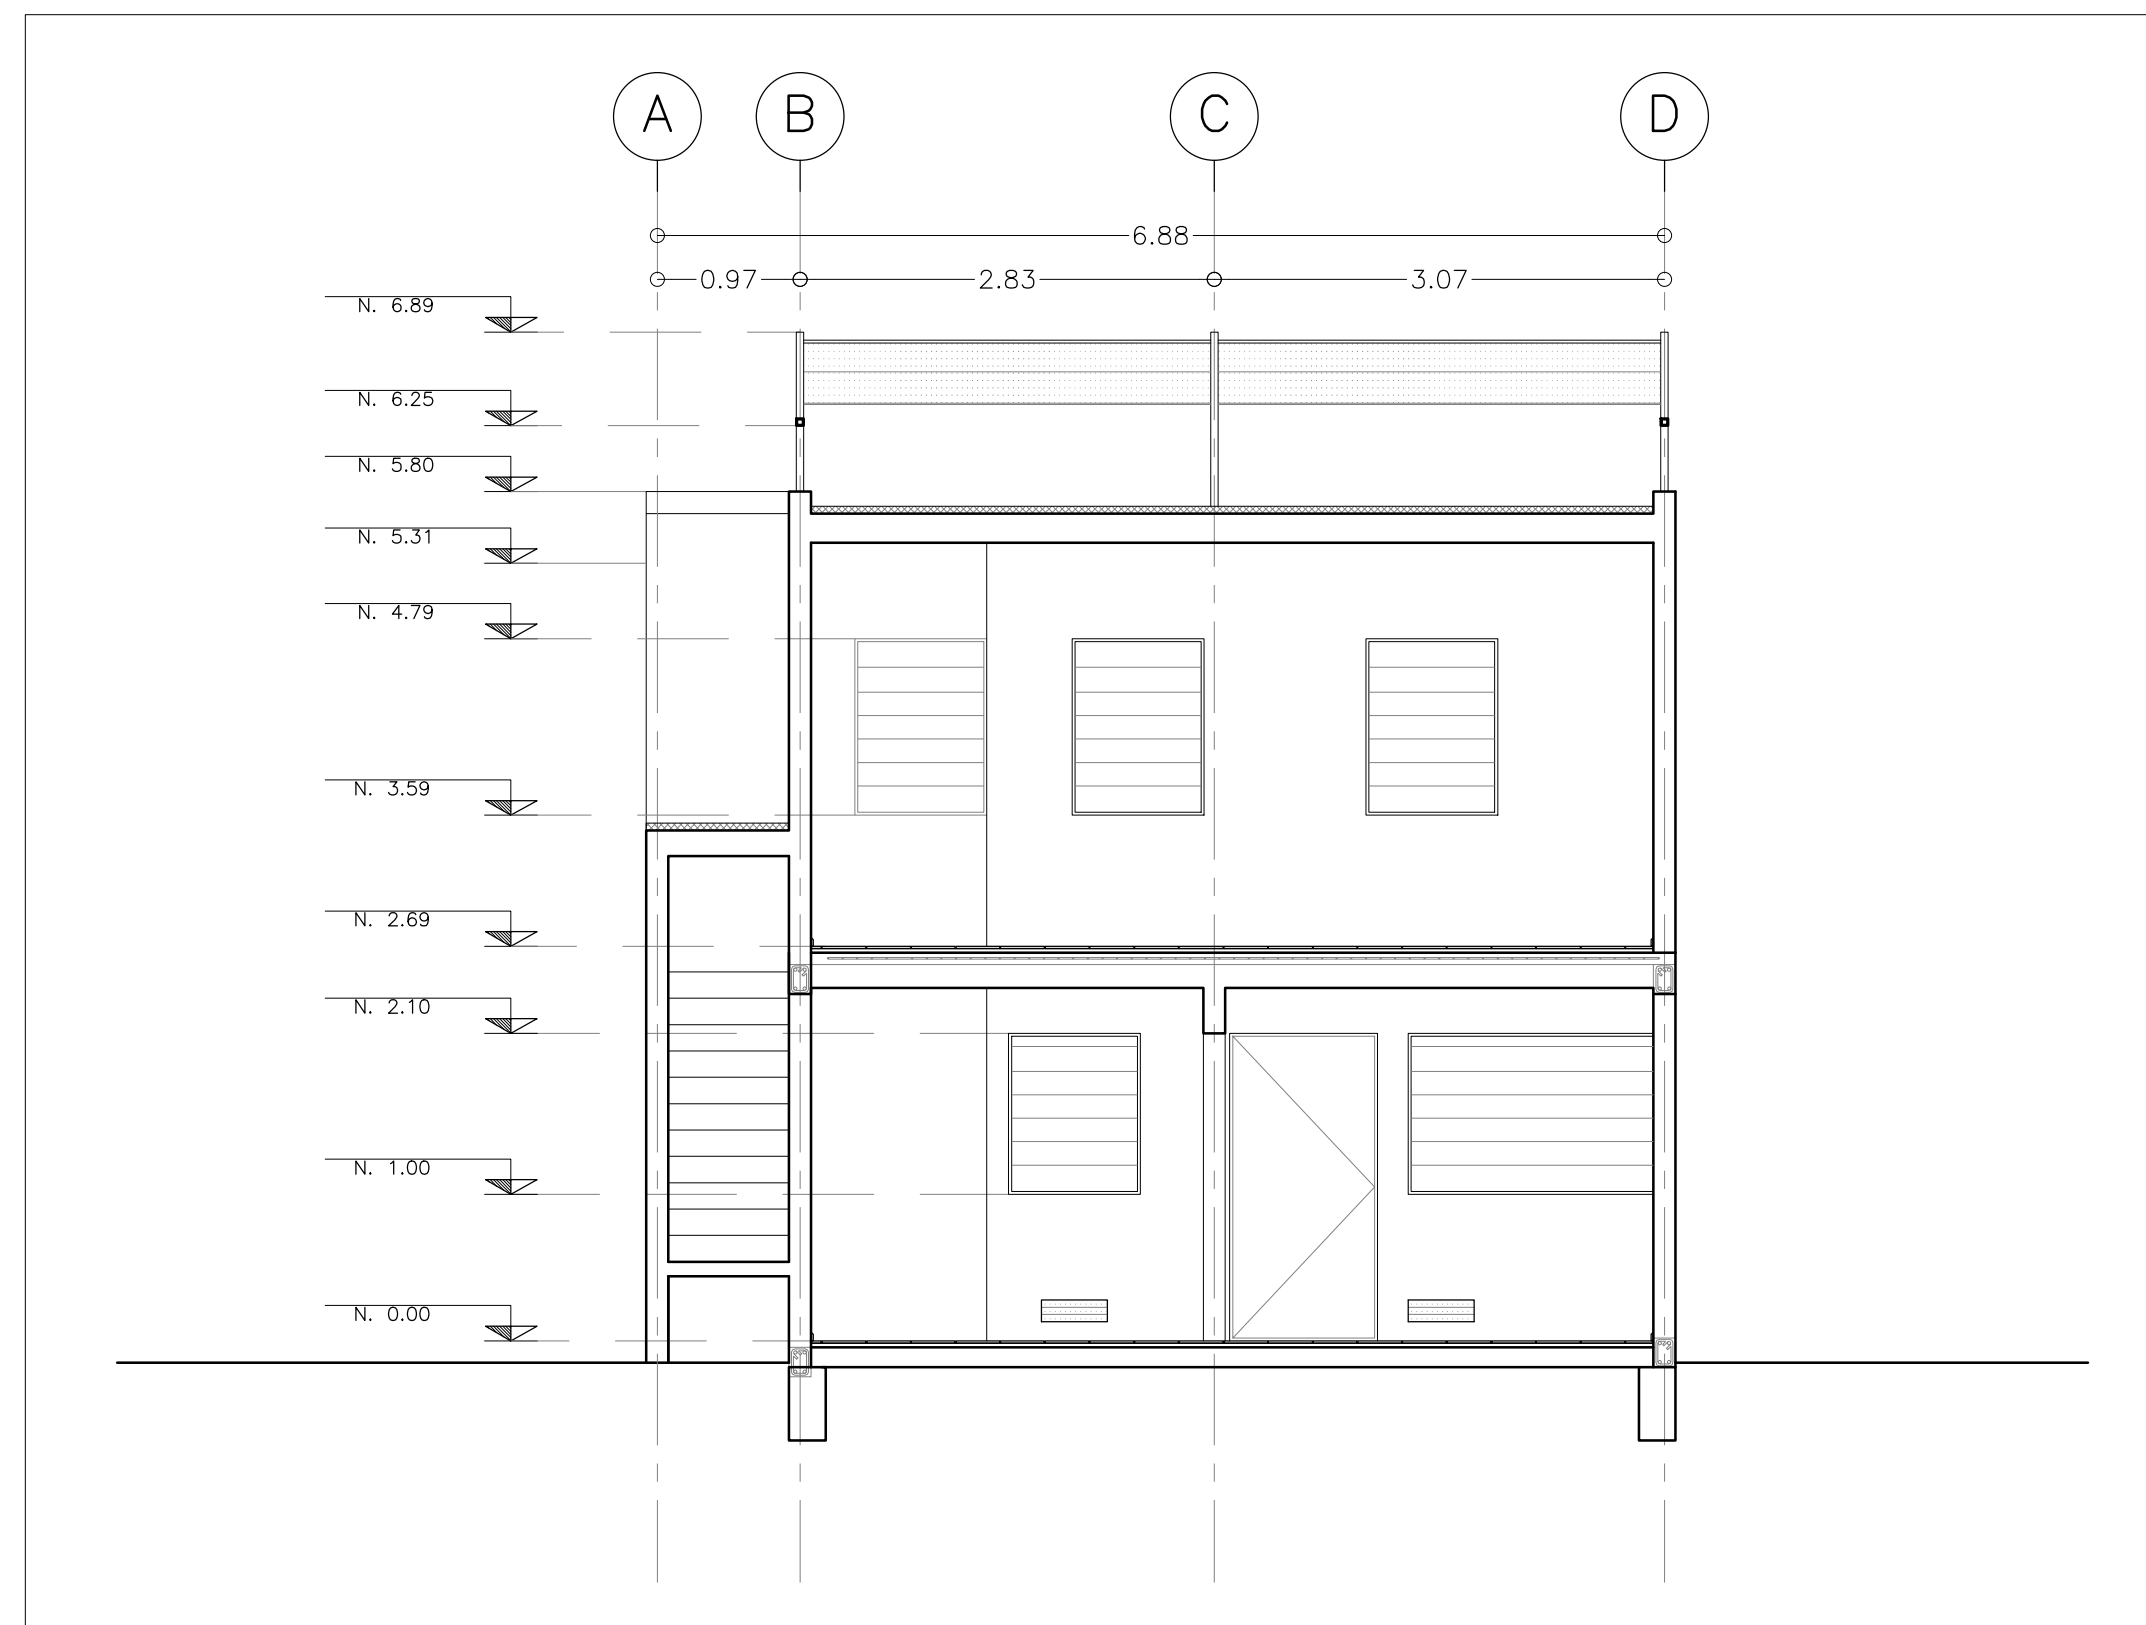 A B C D
6.88
0.97 2.83 3.07
N. 6.89
N. 6.25
N. 5.80
N. 5.31
N. 4.79
N. 3.59
N. 2.69
N. 2.10
N. 1.00
N. 0.00